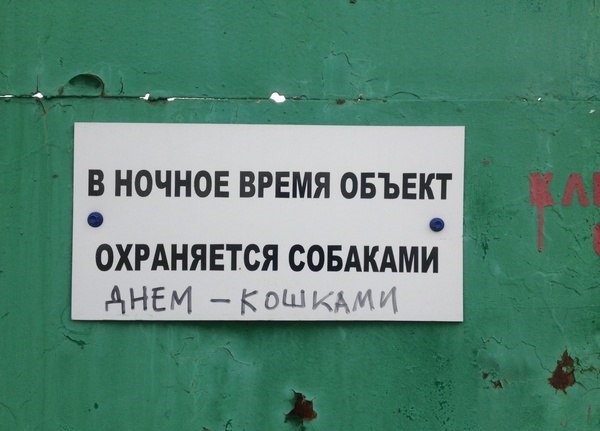 В НОЧНОЕ ВРЕМЯ ОБЪЕКТ
ОХРАНЯЕТСЯ СОБАКАМИ
ДНЕМ – КОШКАМИ